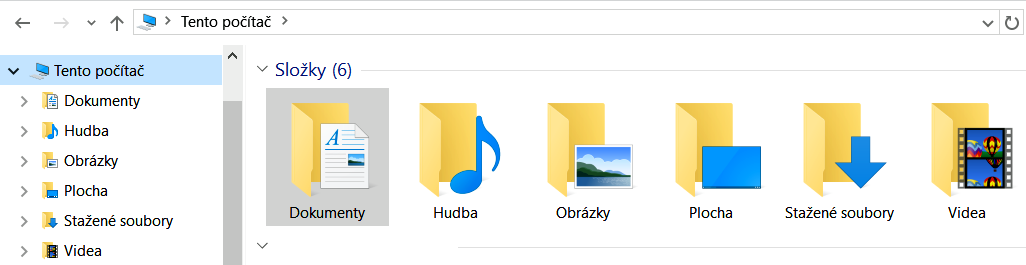 Tento počítač
Tento počítač
Dokumenty
Hudba
Obrázky
Plocha
Stažené soubory
Videa
Složky (6)
Dokumenty
Hudba
Obrázky
Plocha
Stažené soubory
Videa